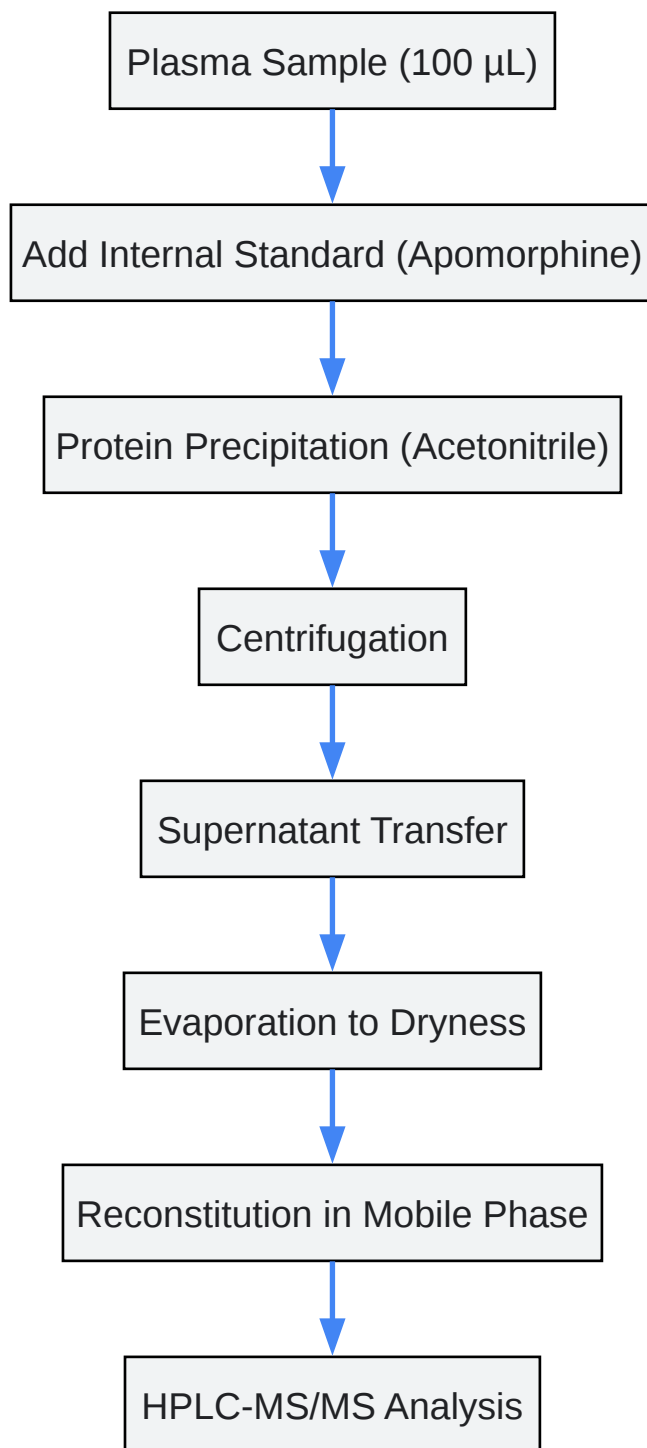 Plasma Sample (100 µL)
Add Internal Standard (Apomorphine)
Protein Precipitation (Acetonitrile)
Centrifugation
Supernatant Transfer
Evaporation to Dryness
Reconstitution in Mobile Phase
HPLC-MS/MS Analysis